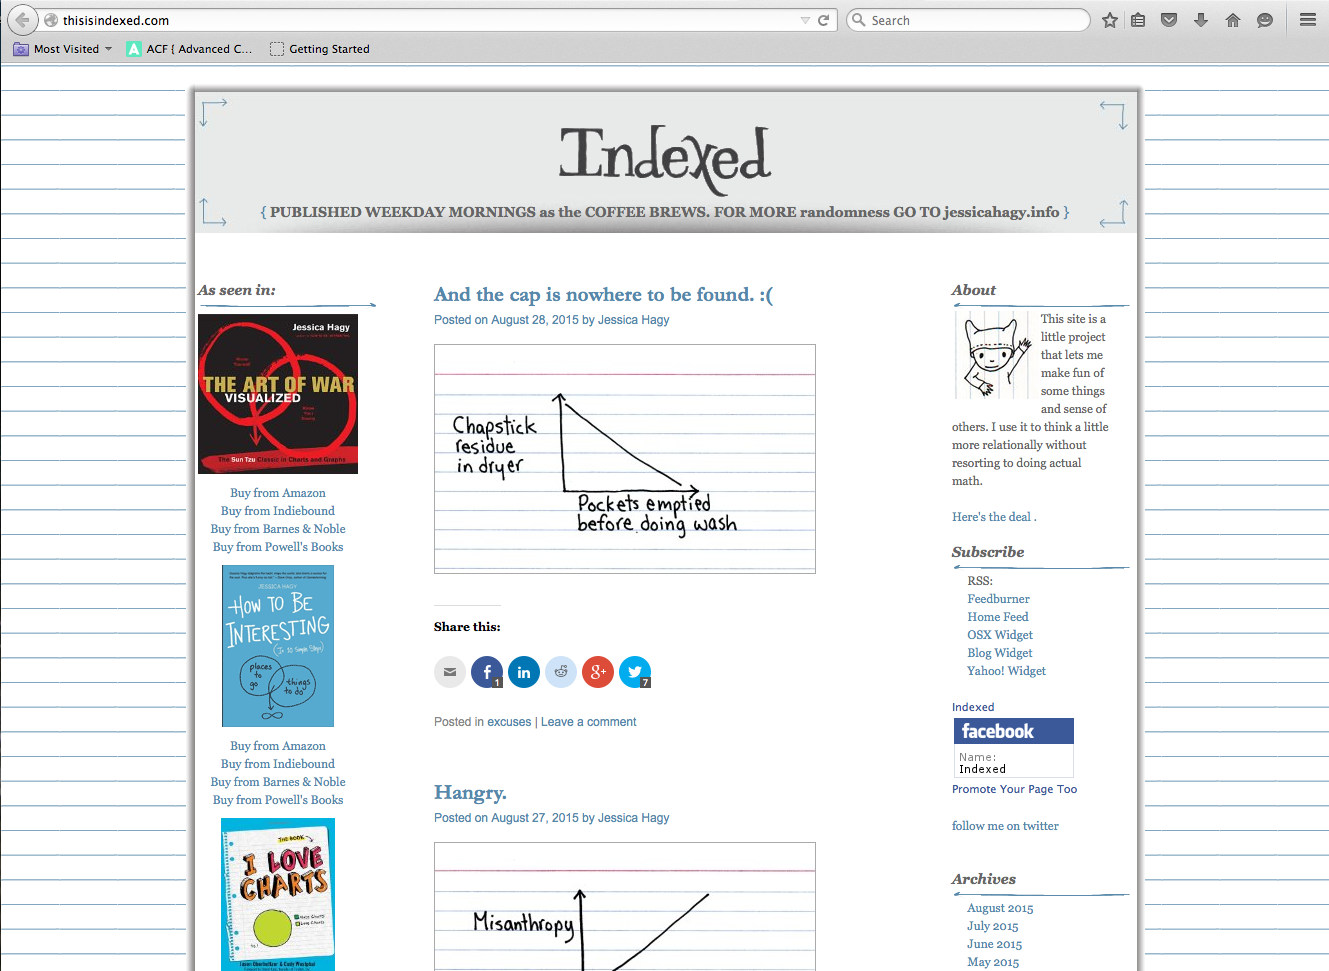 thisisindexed.com
Search
Most Visited
ACF { Advanced C...
Getting Started
Indexed
{ PUBLISHED WEEKDAY MORNINGS as the COFFEE BREWS. FOR MORE randomness GO TO jessicahagy.info }
As seen in:
Jessica Hagy
THE ART OF WAR
VISUALIZED
The Sun Tzu Classic in Charts and Graphs
Buy from Amazon
Buy from Indiebound
Buy from Barnes & Noble
Buy from Powell's Books
JESSICA HAGY
HOW TO BE
INTERESTING
(In 10 Simple Steps)
places
to
go
things
to do
Buy from Amazon
Buy from Indiebound
Buy from Barnes & Noble
Buy from Powell's Books
THE BOOK
I LOVE
CHARTS
And the cap is nowhere to be found. :(
Posted on August 28, 2015 by Jessica Hagy
Chapstick
residue
in dryer
Pockets emptied
before doing wash
Share this:
1
7
Posted in excuses | Leave a comment
Hangry.
Posted on August 27, 2015 by Jessica Hagy
Misanthropy
About
This site is a
little project
that lets me
make fun of
some things
and sense of
others. I use it to think a little
more relationally without
resorting to doing actual
math.
Here's the deal .
Subscribe
RSS:
Feedburner
Home Feed
OSX Widget
Blog Widget
Yahoo! Widget
Indexed
facebook
Name:
Indexed
Promote Your Page Too
follow me on twitter
Archives
August 2015
July 2015
June 2015
May 2015